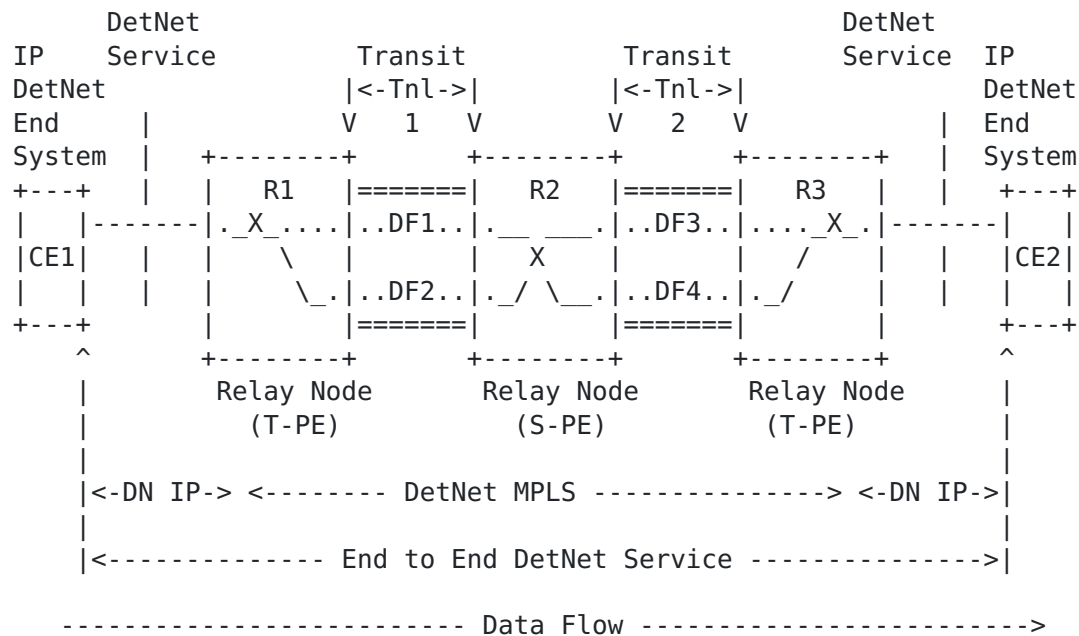 DetNet                                         DetNet
IP    Service        Transit          Transit        Service  IP
DetNet              |<-Tnl->|        |<-Tnl->|               DetNet
End     |           V   1   V        V   2   V            |  End
System  |   +--------+       +--------+       +--------+   |  System
+---+   |   |   R1   |=======|   R2   |=======|   R3   |   |   +---+
|   |-------|._X_....|..DF1..|.__ ___.|..DF3..|...._X_.|-------|   |
|CE1|   |   |    \   |       |   X    |       |   /    |   |   |CE2|
|   |   |   |     \_.|..DF2..|._/ \__.|..DF4..|._/     |   |   |   |
+---+       |        |=======|        |=======|        |       +---+
    ^       +--------+       +--------+       +--------+       ^
    |        Relay Node       Relay Node       Relay Node      |
    |          (T-PE)           (S-PE)          (T-PE)         |
    |                                                          |
    |<-DN IP-> <-------- DetNet MPLS ---------------> <-DN IP->|
    |                                                          |
    |<-------------- End to End DetNet Service --------------->|

   -------------------------- Data Flow ------------------------->